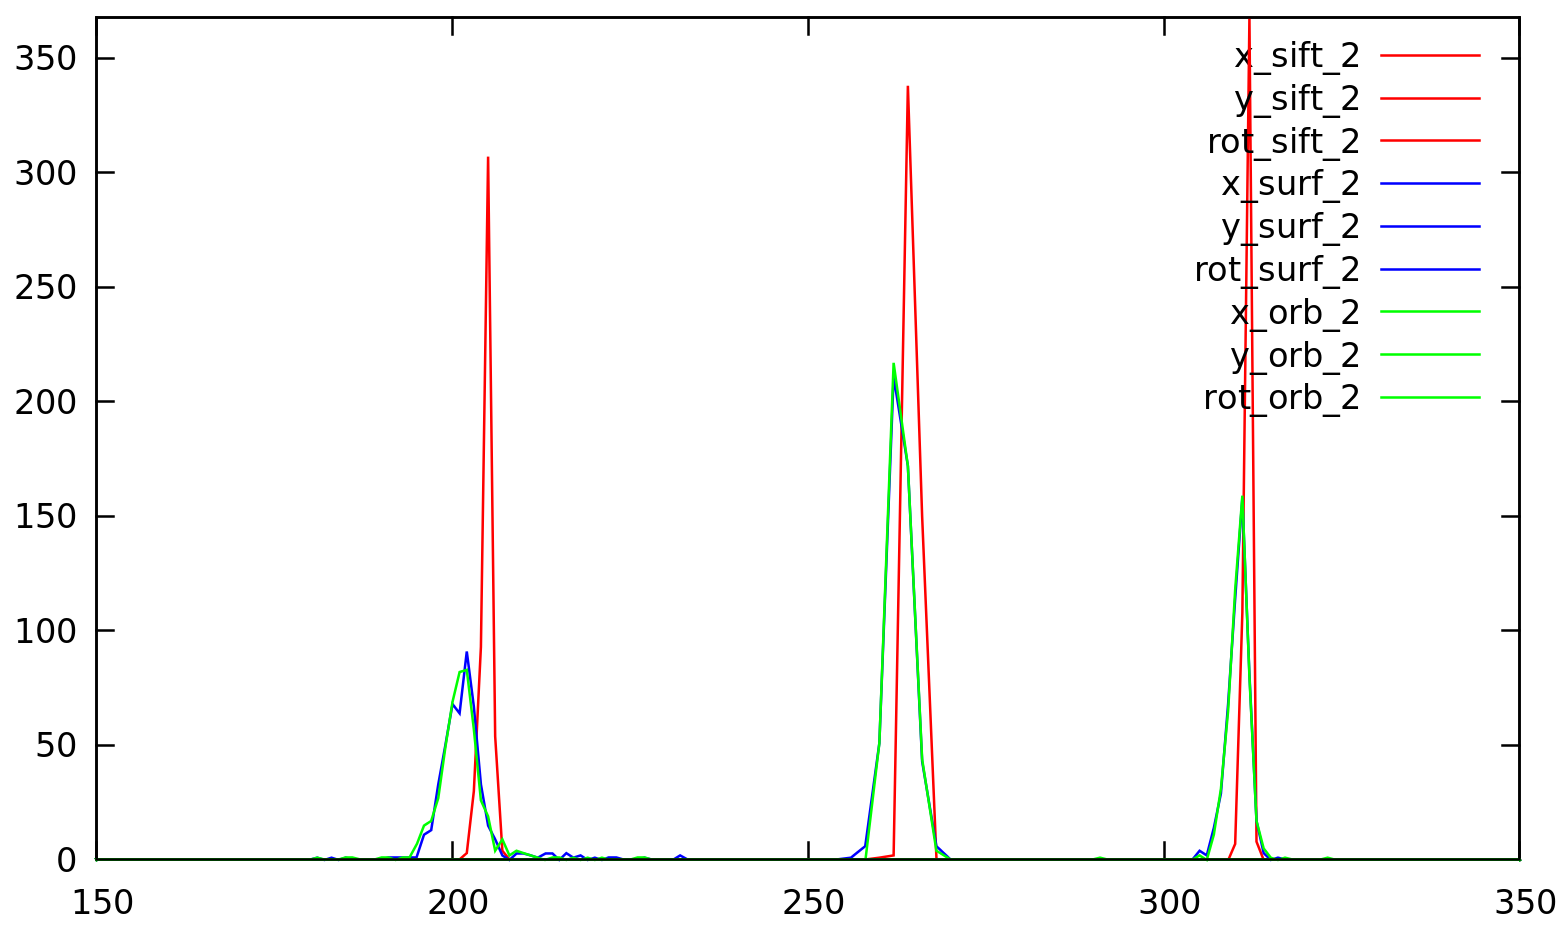 350
300
250
200
150
100
50
0
150 200 250 300 350
x_sift_2
y_sift_2
rot_sift_2
x_surf_2
y_surf_2
rot_surf_2
x_orb_2
y_orb_2
rot_orb_2